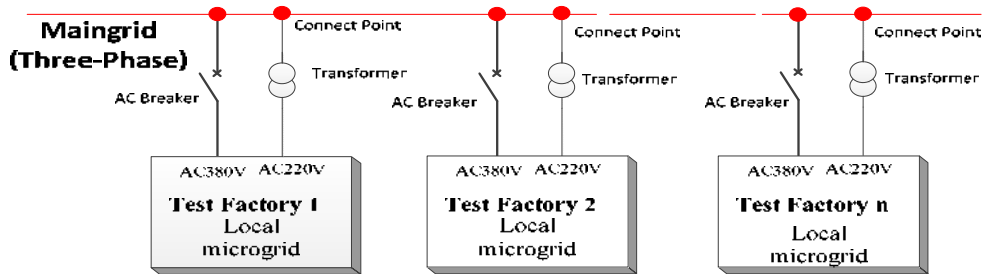 Maingrid
(Three-Phase)
Connect Point
Transformer
AC Breaker
AC380V AC220V
Test Factory 1
Local
microgrid
Connect Point
Transformer
AC Breaker
AC380V AC220V
Test Factory 2
Local
microgrid
Connect Point
Transformer
AC Breaker
AC380V AC220V
Test Factory n
Local
microgrid